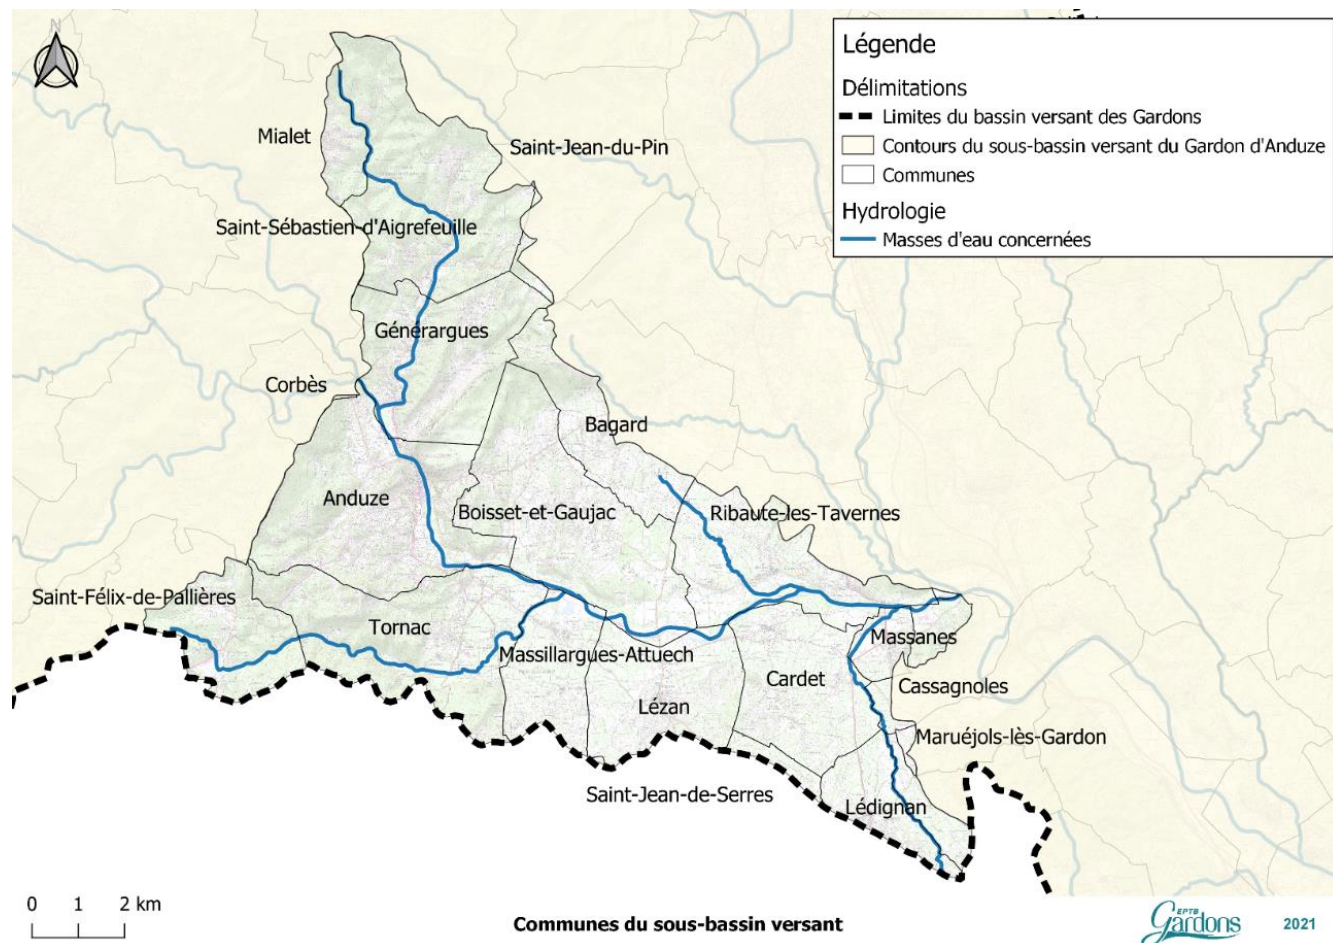 N
Légende
Délimitations
Limites du bassin versant des Gardons
Contours du sous-bassin versant du Gardon d'Anduze
Communes
Hydrologie
Masses d'eau concernées
Mialet
Saint-Jean-du-Pin
Saint-Sébastien-d'Aigrefeuille
Générargues
Corbès
Bagard
Anduze
Boisset-et-Gaujac
Ribaute-les-Tavernes
Saint-Félix-de-Pallières
Tornac
Massanes
Massillargues-Attuech
Cardet
Cassagnoles
Lézan
Maruéjols-lès-Gardon
Saint-Jean-de-Serres
Lédignan
0 1 2 km
Communes du sous-bassin versant
EPTB
Gardons
2021